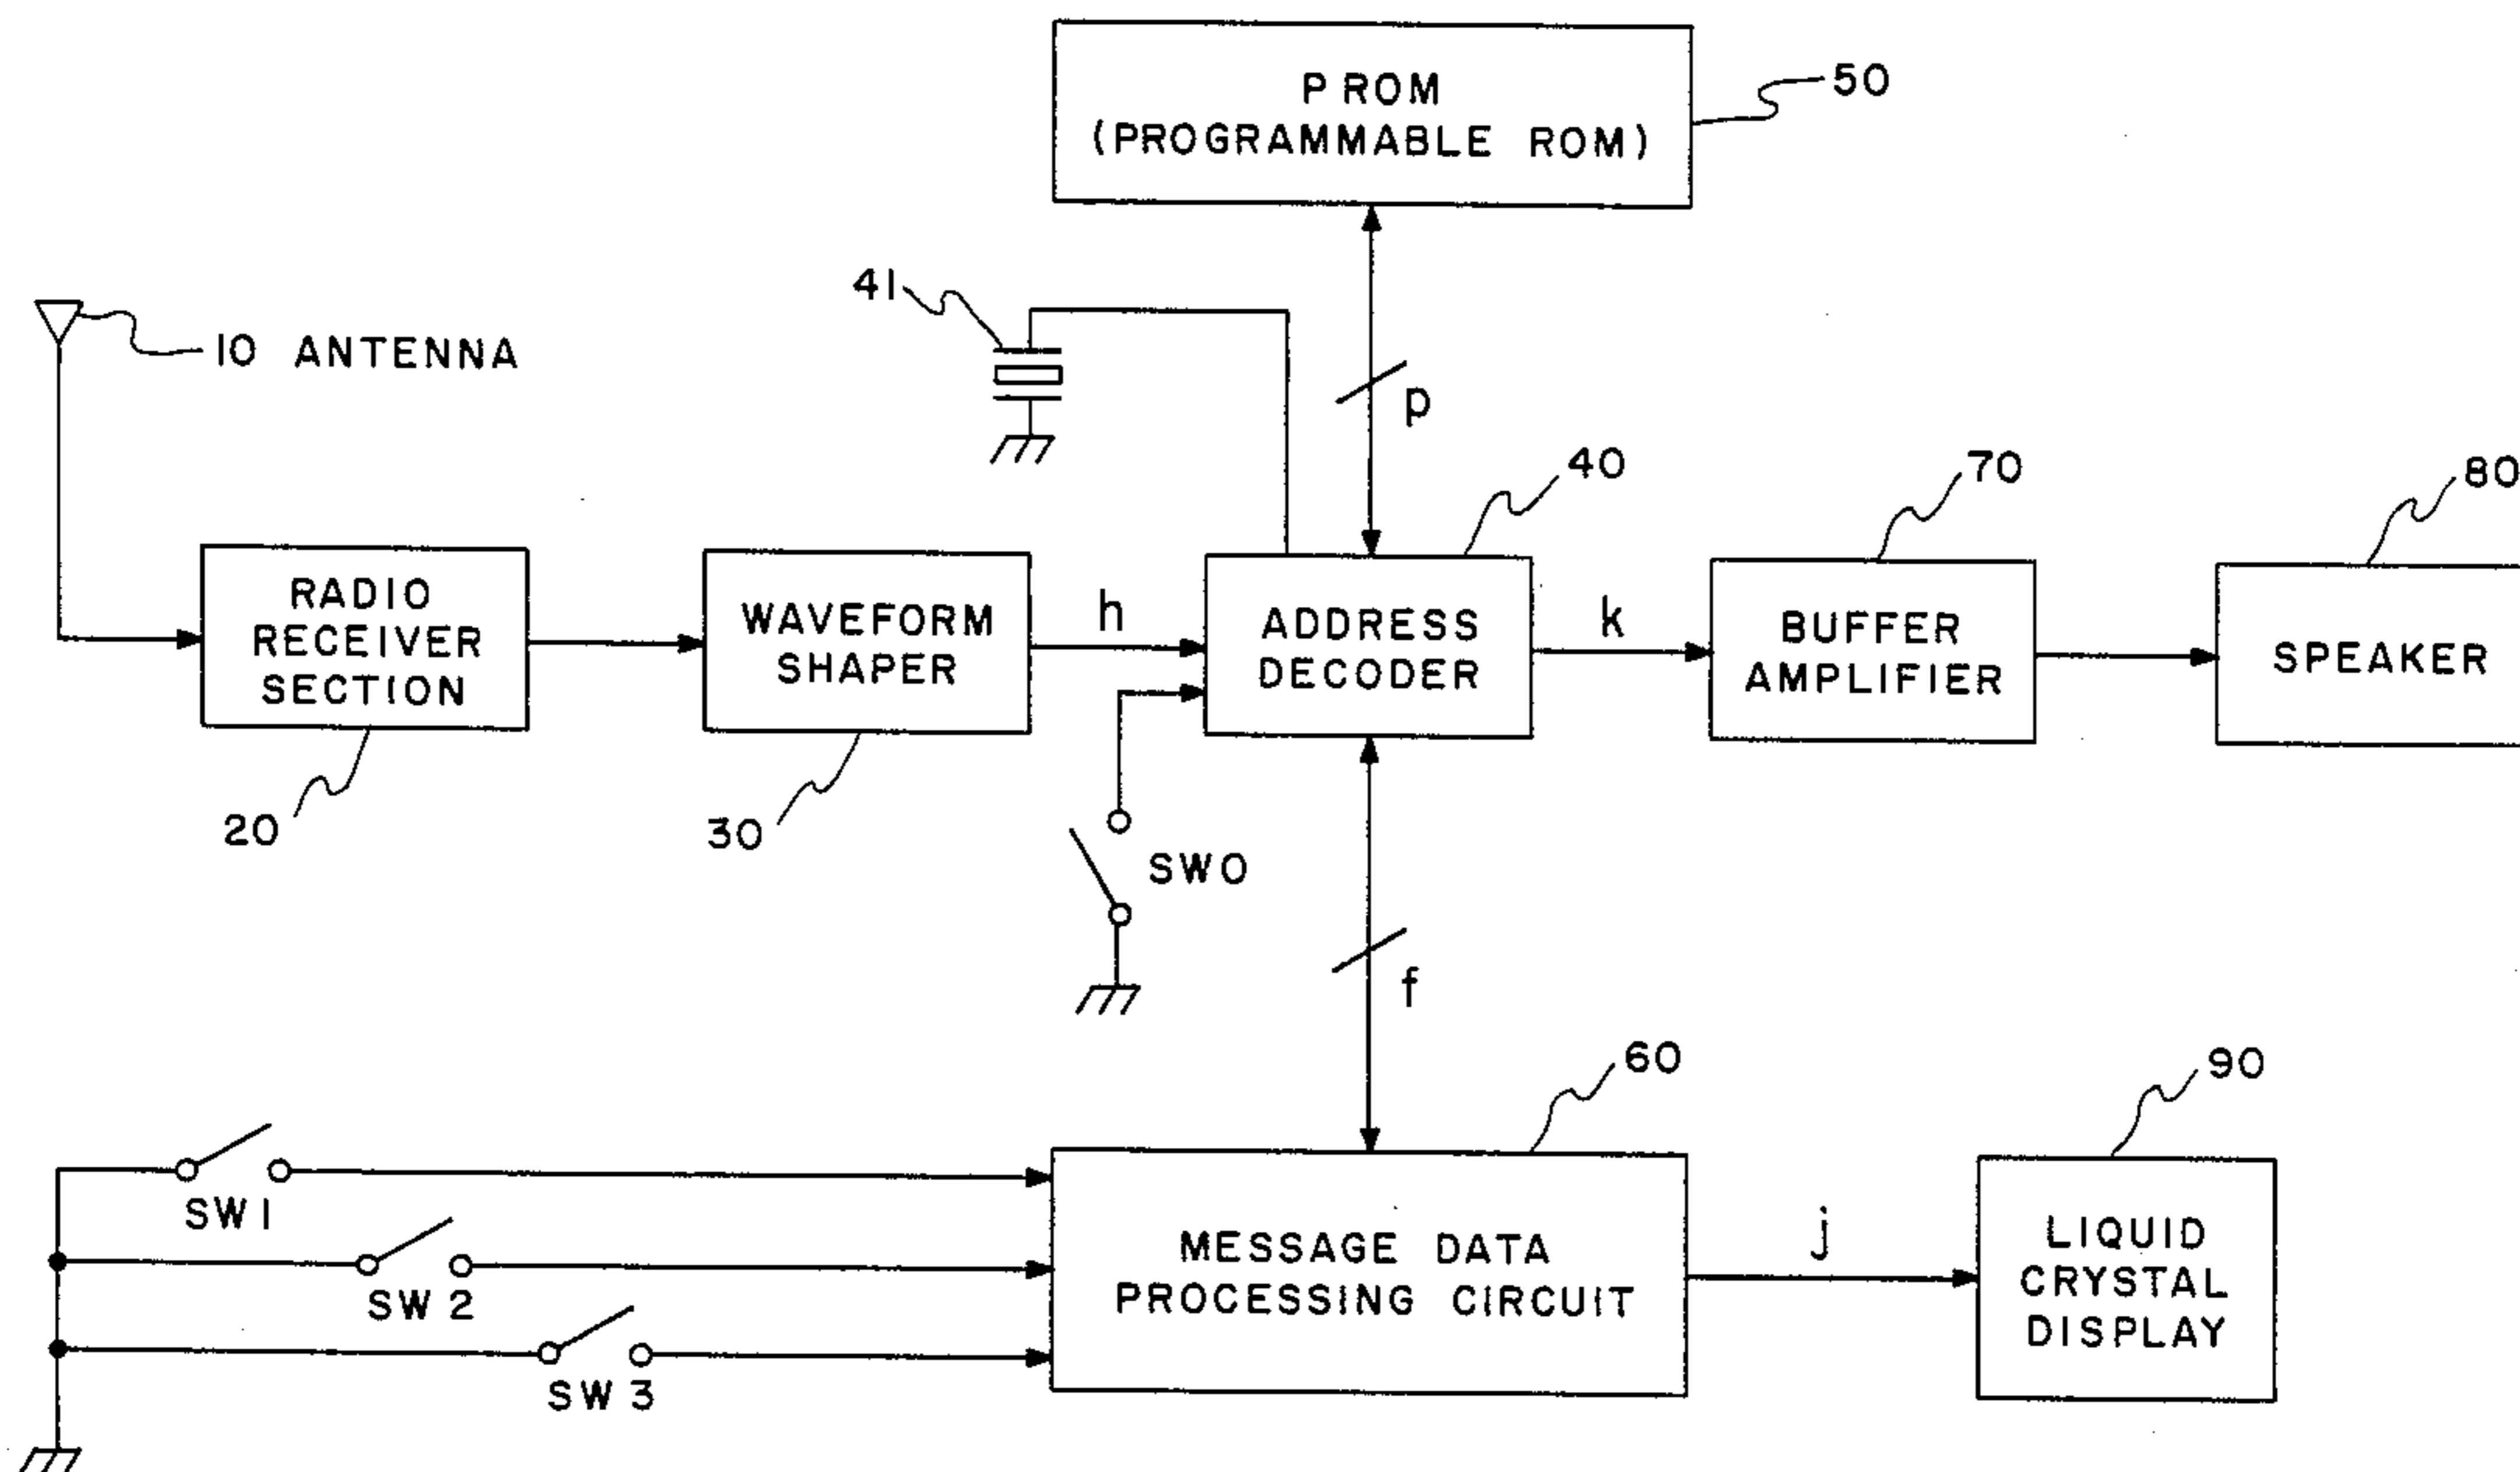 P ROM
(PROGRAMMABLE ROM)
50
41
10 ANTENNA
p
40
70
80
RADIO
RECEIVER
SECTION
WAVEFORM
SHAPER
h
ADDRESS
DECODER
k
BUFFER
AMPLIFIER
SPEAKER
20
30
SW0
f
60
90
SW1
SW 2
SW 3
MESSAGE DATA
PROCESSING CIRCUIT
j
LIQUID
CRYSTAL
DISPLAY